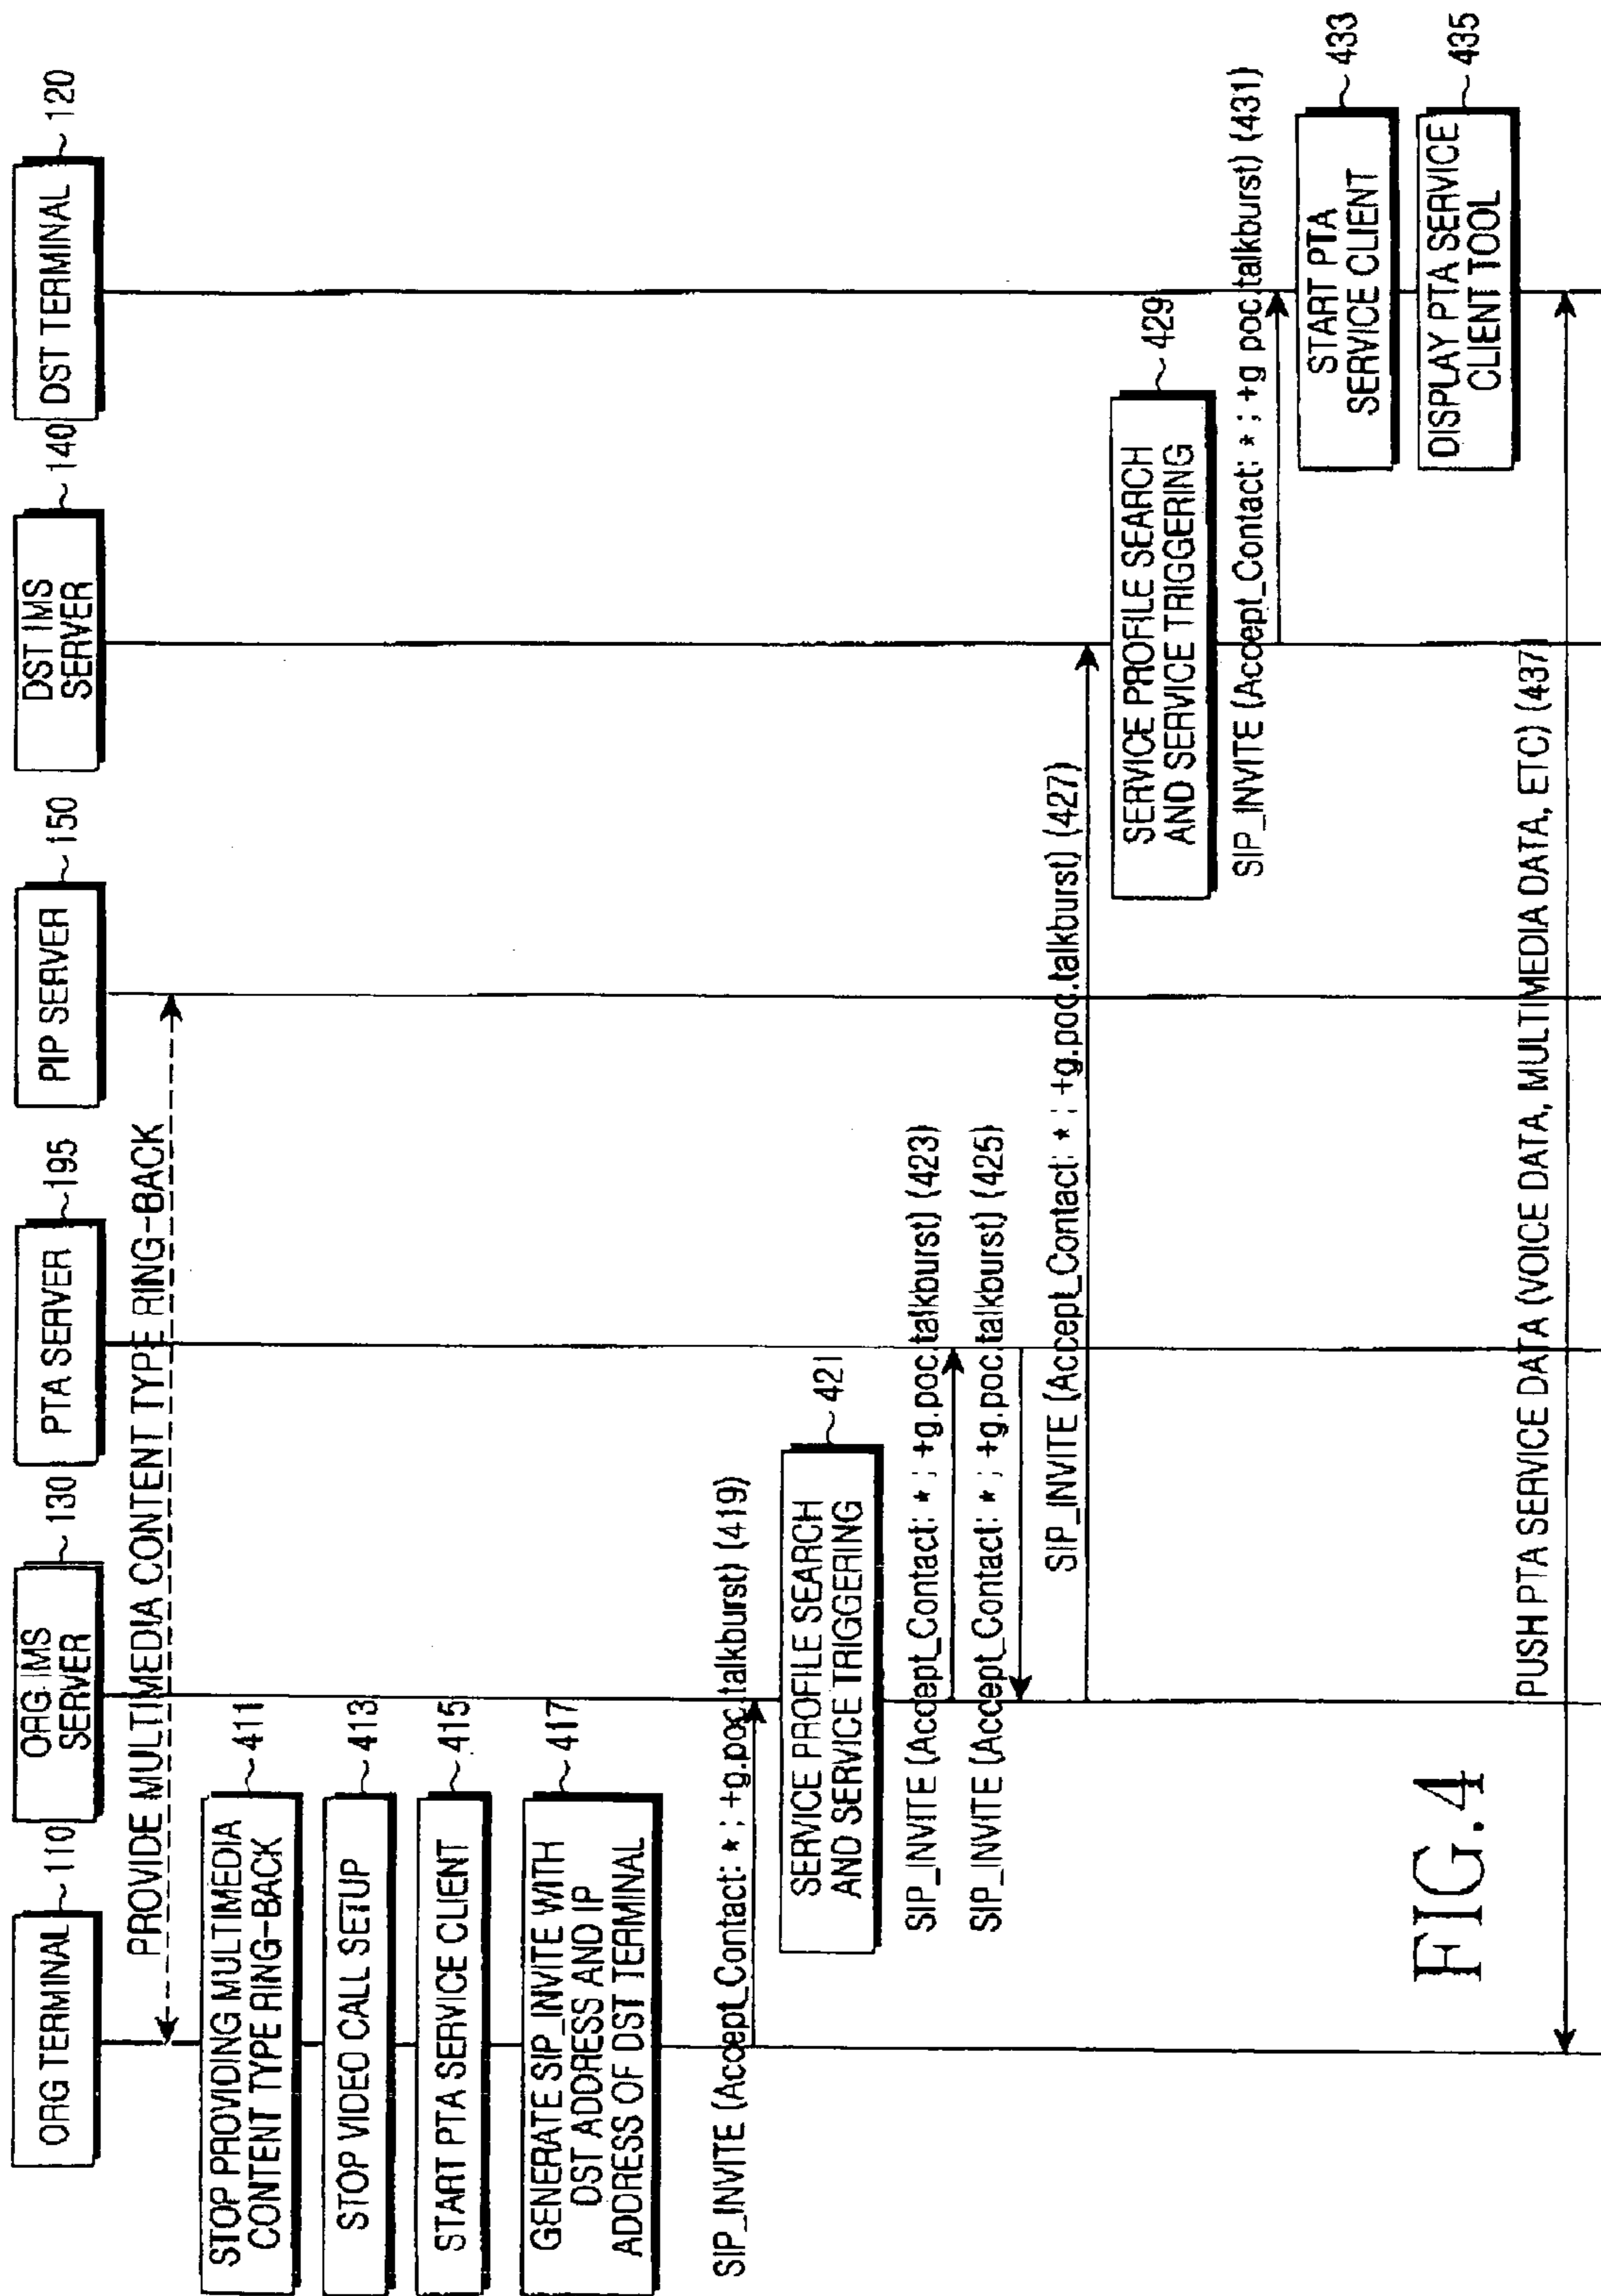 ORG TERMINAL
110
ORG IMS
SERVER
130
PTA SERVER
195
PIP SERVER
150
DST IMS
SERVER
140
DST TERMINAL
120
PROVIDE MULTIMEDIA CONTENT TYPE RING-BACK
STOP PROVIDING MULTIMEDIA
CONTENT TYPE RING-BACK
411
STOP VIDEO CALL SETUP
413
START PTA SERVICE CLIENT
415
GENERATE SIP_INVITE WITH
DST ADDRESS AND IP
ADDRESS OF DST TERMINAL
417
SIP_INVITE (Accept_Contact: * ; +g.poc.talkburst) (419)
SERVICE PROFILE SEARCH
AND SERVICE TRIGGERING
421
SIP_INVITE (Accept_Contact: * ; +g.poc.talkburst) (423)
SIP_INVITE (Accept_Contact: * ; +g.poc.talkburst) (425)
SIP_INVITE (Accept_Contact: * ; +g.poc.talkburst) (427)
SERVICE PROFILE SEARCH
AND SERVICE TRIGGERING
429
SIP_INVITE (Accept_Contact: * ; +g poc.talkburst) (431)
START PTA
SERVICE CLIENT
433
DISPLAY PTA SERVICE
CLIENT TOOL
435
PUSH PTA SERVICE DATA (VOICE DATA, MULTIMEDIA DATA, ETC) (437)
FIG.4